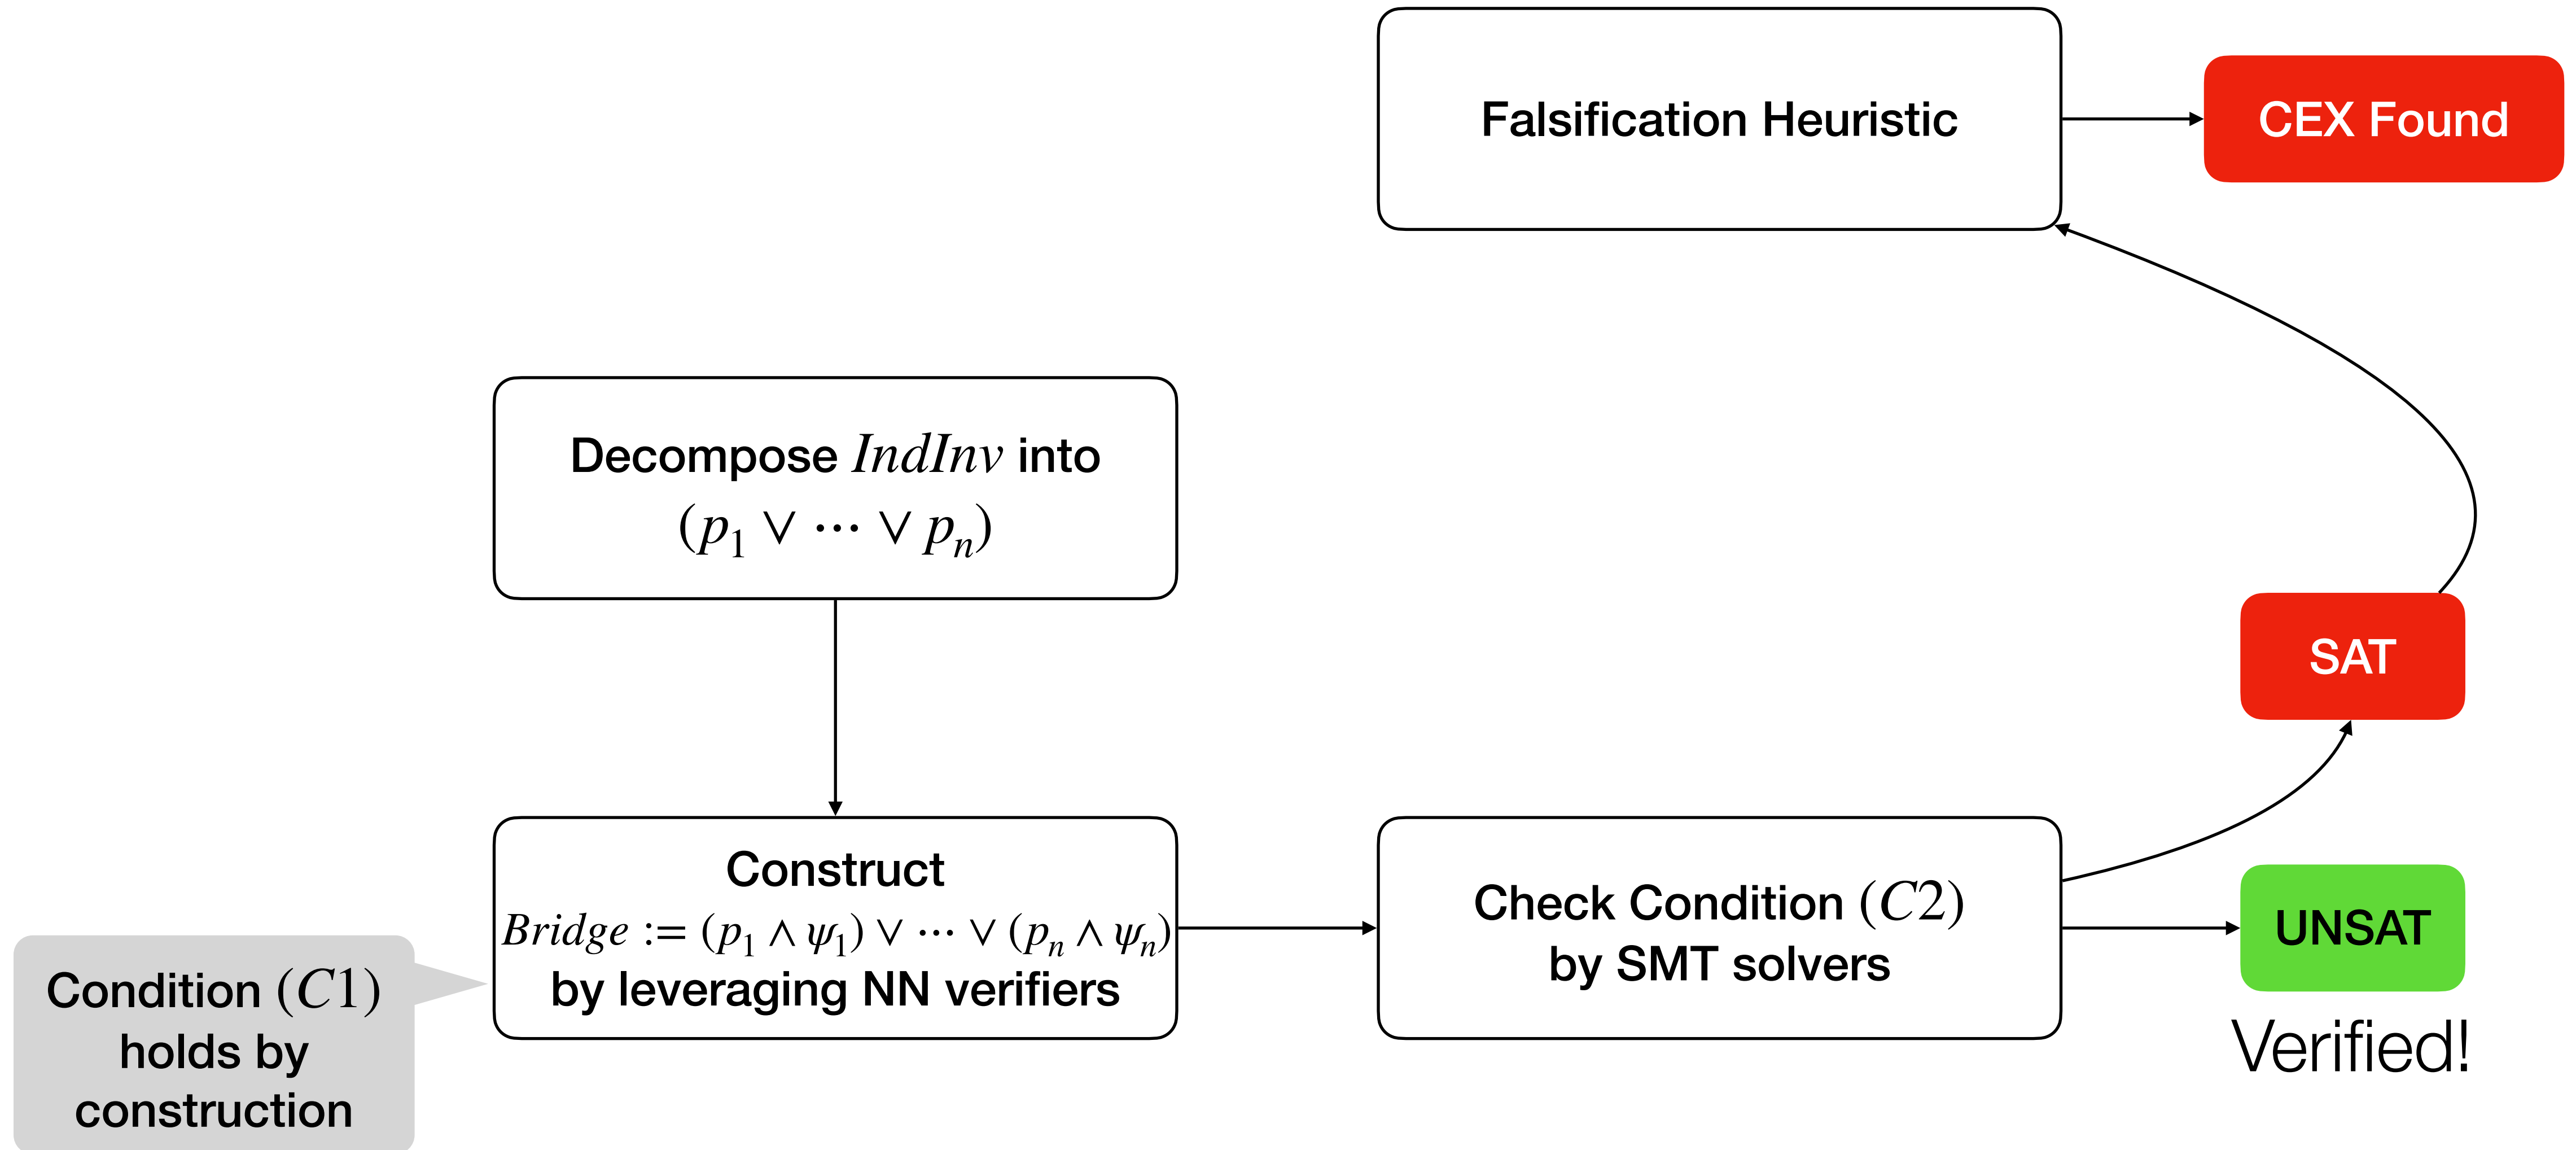 Falsification Heuristic
CEX Found
Decompose IndInv into
(p₁ ∨ ⋯ ∨ pₙ)
SAT
Construct
Bridge := (p₁ ∧ ψ₁) ∨ ⋯ ∨ (pₙ ∧ ψₙ)
by leveraging NN verifiers
Check Condition (C2)
by SMT solvers
UNSAT
Verified!
Condition (C1)
holds by
construction